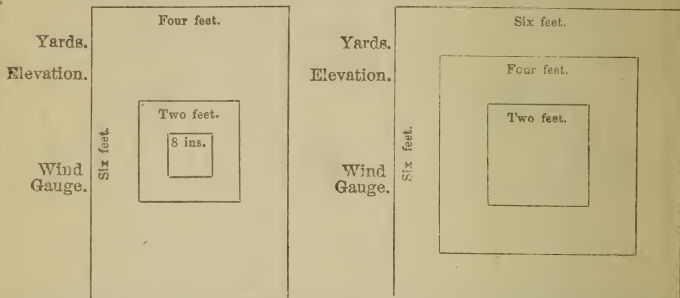 Four feet.
Yards.
Elevation.
Two feet.
8 ins.
Six feet.
Wind
Gauge.
Six feet.
Yards.
Elevation.
Four feet.
Two feet.
Six feet.
Wind
Gauge.